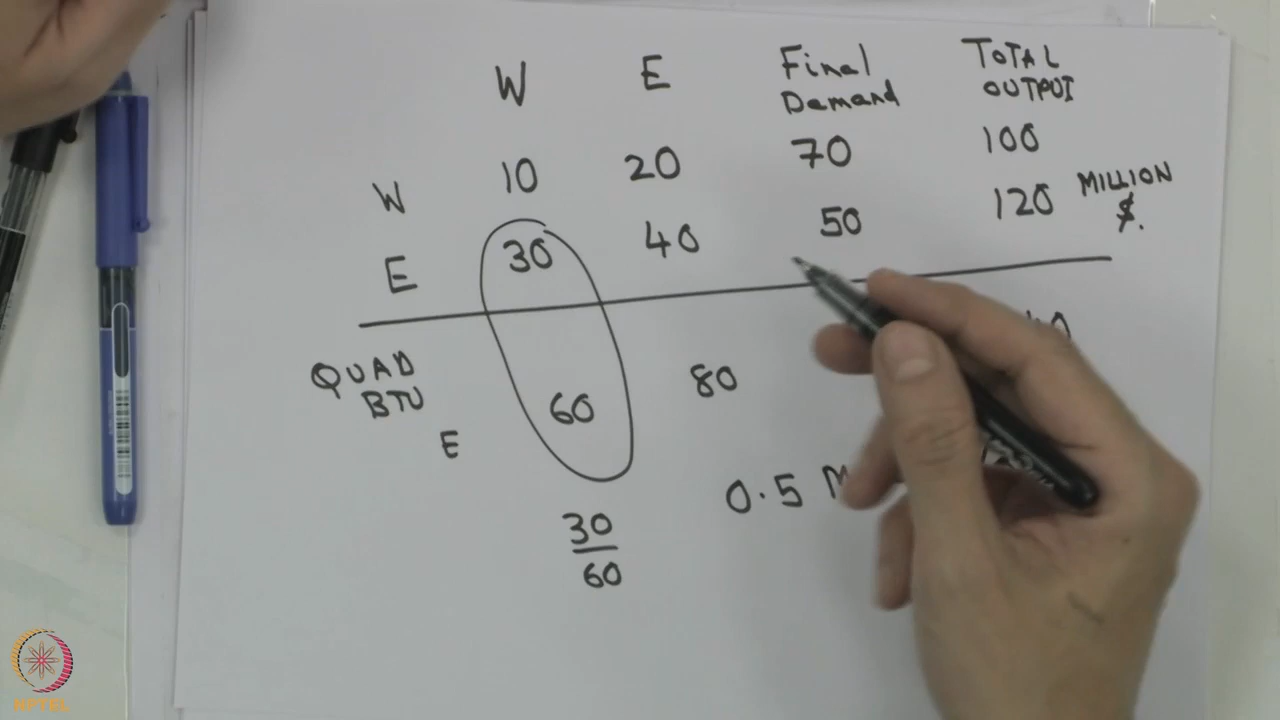 W E Final Demand TOTAL OUTPUT
W 10 20 70 100
E 30 40 50 120 MILLION $.
QUAD BTU E 60 80
0.5
30
60
NPTEL